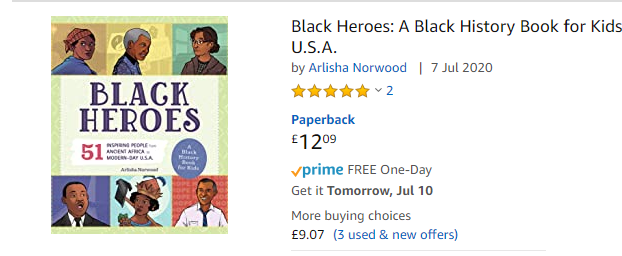 BLACK
HEROES
51 INSPIRING PEOPLE from
ANCIENT AFRICA to
MODERN-DAY U.S.A.
A Black
History
Book
for Kids
Arlisha Norwood
Black Heroes: A Black History Book for Kids
U.S.A.
by Arlisha Norwood | 7 Jul 2020
2
Paperback
£1209
prime FREE One-Day
Get it Tomorrow, Jul 10
More buying choices
£9.07 (3 used & new offers)